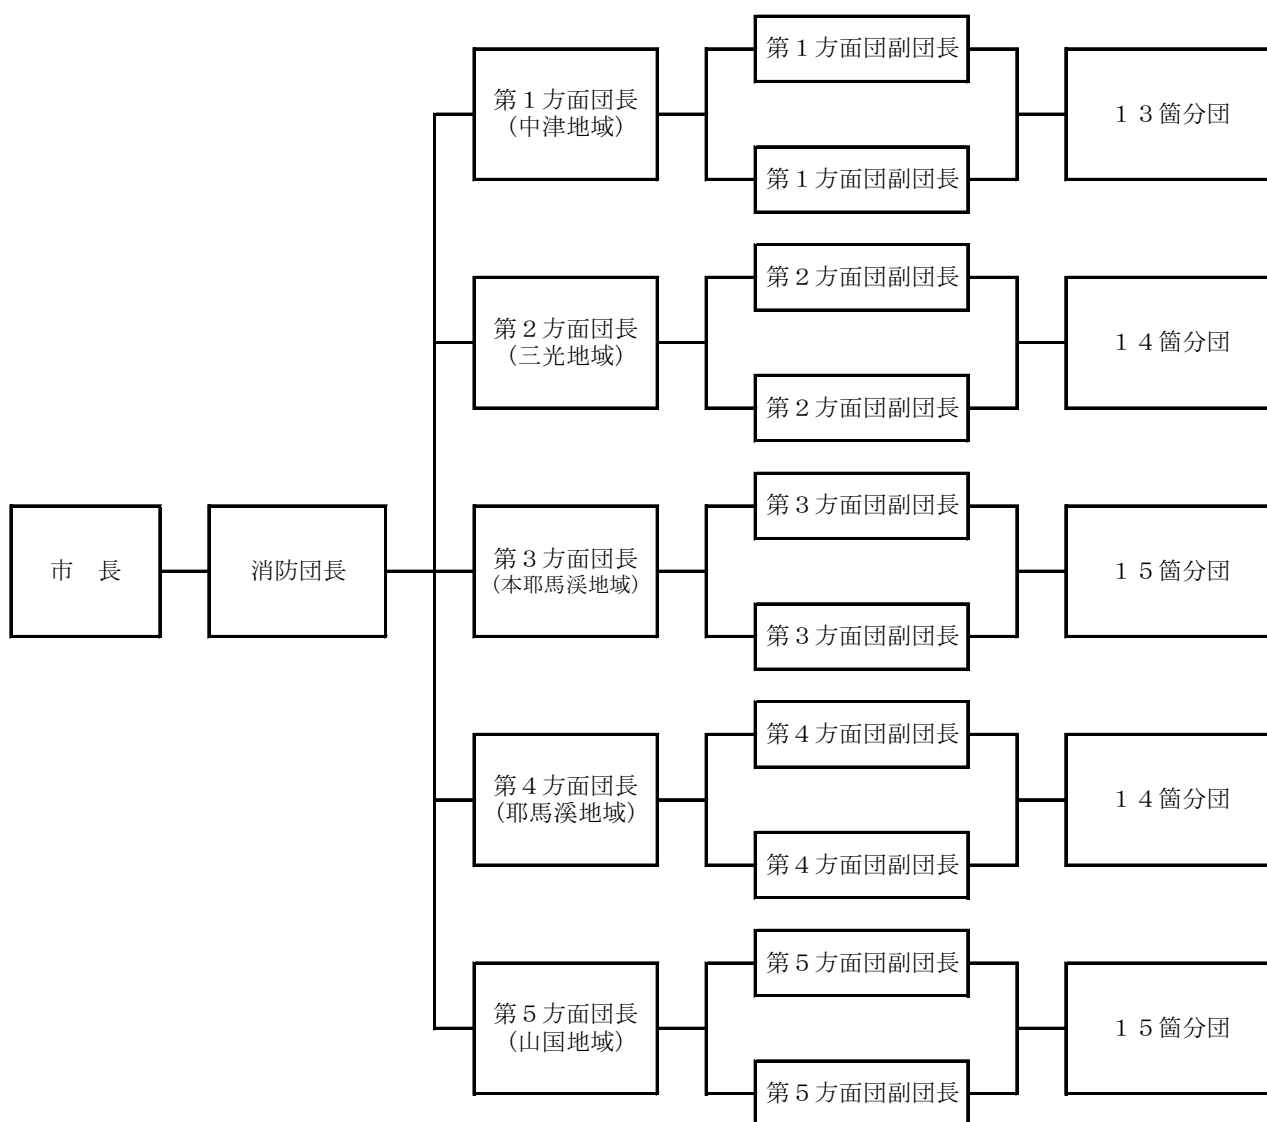 市　長
消防団長
第１方面団長
（中津地域）
第１方面団副団長
第１方面団副団長
１３箇分団
第２方面団長
（三光地域）
第２方面団副団長
第２方面団副団長
１４箇分団
第３方面団長
（本耶馬溪地域）
第３方面団副団長
第３方面団副団長
１５箇分団
第４方面団長
（耶馬溪地域）
第４方面団副団長
第４方面団副団長
１４箇分団
第５方面団長
（山国地域）
第５方面団副団長
第５方面団副団長
１５箇分団